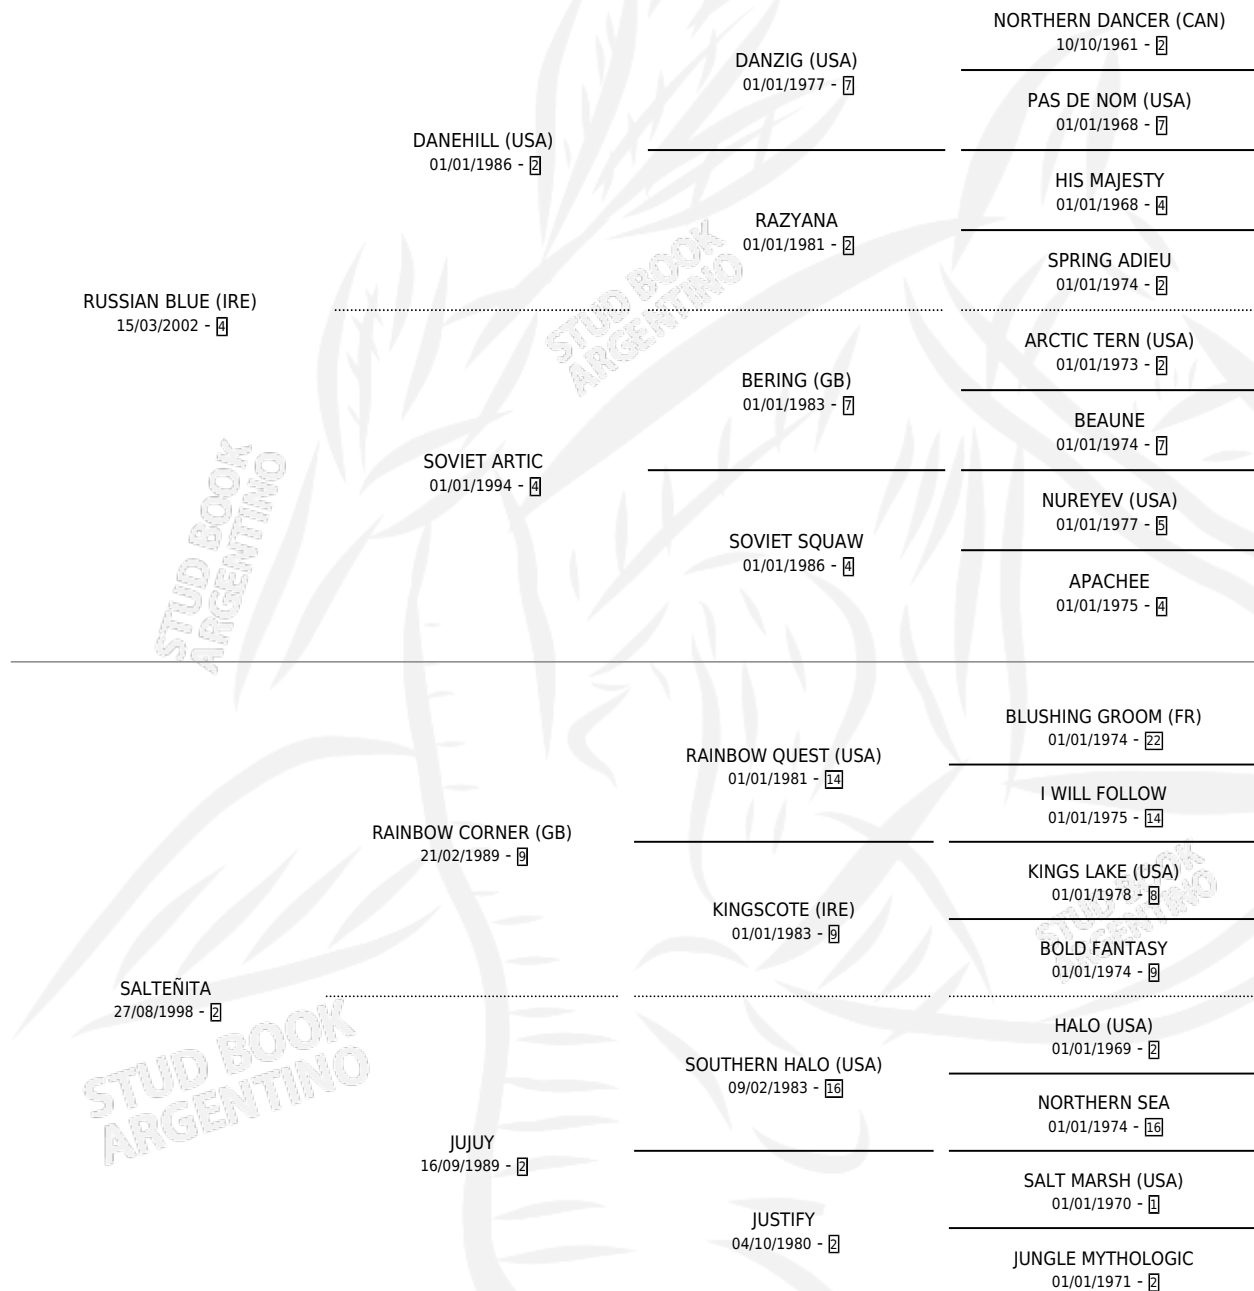 NORTHERN DANCER (CAN)
10/10/1961 - 2
DANZIG (USA)
01/01/1977 - 7
PAS DE NOM (USA)
01/01/1968 - 7
DANEHILL (USA)
01/01/1986 - 2
HIS MAJESTY
01/01/1968 - 4
RAZYANA
01/01/1981 - 2
SPRING ADIEU
01/01/1974 - 2
RUSSIAN BLUE (IRE)
15/03/2002 - 4
STUD BOOK
ARGENTINO
ARCTIC TERN (USA)
01/01/1973 - 2
BERING (GB)
01/01/1983 - 7
BEAUNE
01/01/1974 - 7
SOVIET ARTIC
01/01/1994 - 4
NUREYEV (USA)
01/01/1977 - 5
SOVIET SQUAW
01/01/1986 - 4
APACHEE
01/01/1975 - 4
STUD BOOK
ARGENTINO
BLUSHING GROOM (FR)
01/01/1974 - 22
RAINBOW QUEST (USA)
01/01/1981 - 14
I WILL FOLLOW
01/01/1975 - 14
RAINBOW CORNER (GB)
21/02/1989 - 9
KINGS LAKE (USA)
01/01/1978 - 8
STUD BOOK
ARGENTINO
KINGSCOTE (IRE)
01/01/1983 - 9
BOLD FANTASY
01/01/1974 - 9
SALTEÑITA
27/08/1998 - 2
STUD BOOK
ARGENTINO
HALO (USA)
01/01/1969 - 2
SOUTHERN HALO (USA)
09/02/1983 - 16
NORTHERN SEA
01/01/1974 - 16
JUJUY
16/09/1989 - 2
SALT MARSH (USA)
01/01/1970 - 1
JUSTIFY
04/10/1980 - 2
JUNGLE MYTHOLOGIC
01/01/1971 - 2